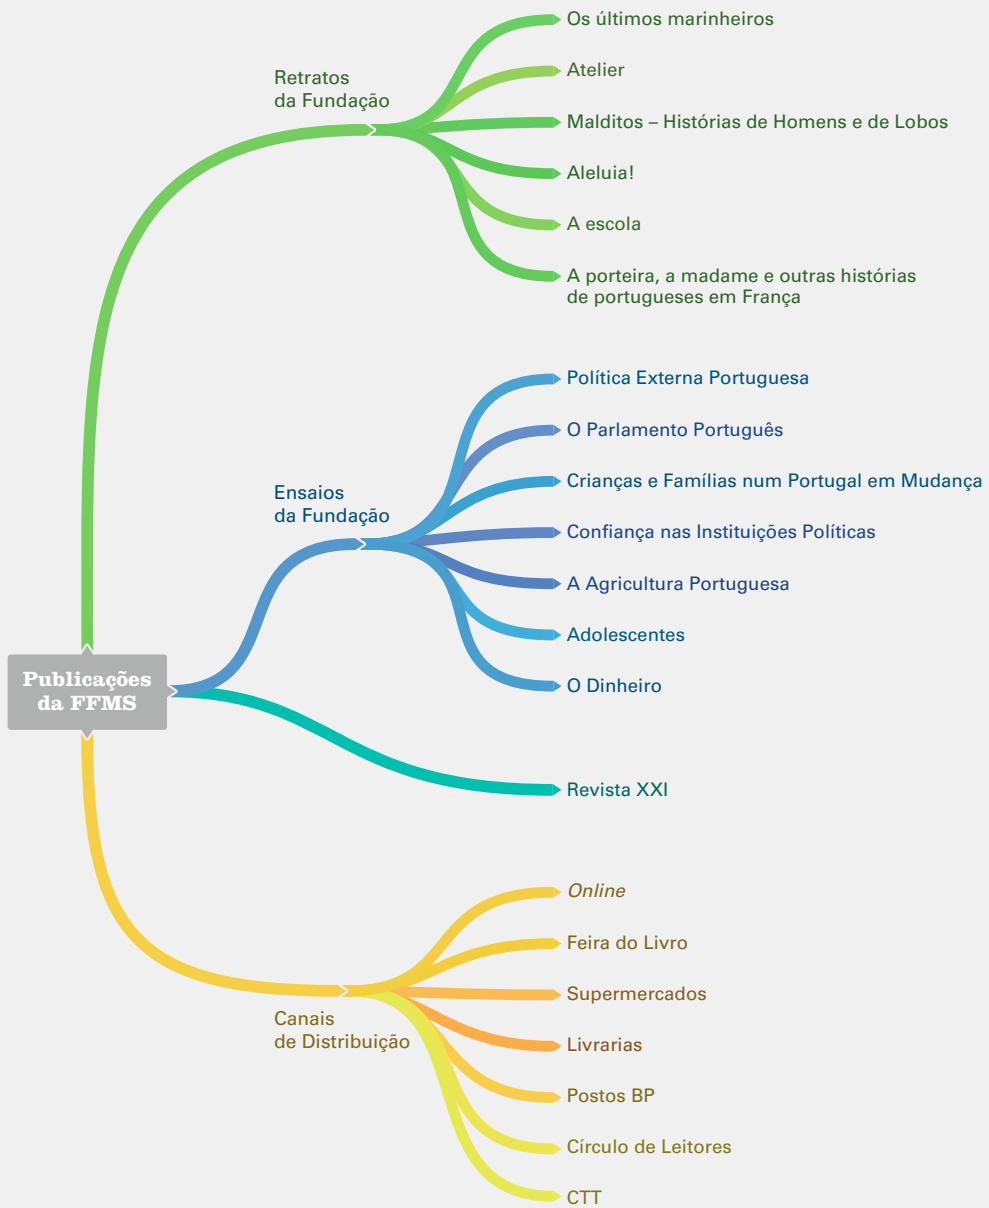 Retratos
da Fundação
Os últimos marinheiros
Atelier
Malditos – Histórias de Homens e de Lobos
Aleluia!
A escola
A porteira, a madame e outras histórias
de portugueses em França
Ensaios
da Fundação
Política Externa Portuguesa
O Parlamento Português
Crianças e Famílias num Portugal em Mudança
Confiança nas Instituições Políticas
A Agricultura Portuguesa
Adolescentes
O Dinheiro
Publicações
da FFMS
Revista XXI
Canais
de Distribuição
Online
Feira do Livro
Supermercados
Livrarias
Postos BP
Círculo de Leitores
CTT